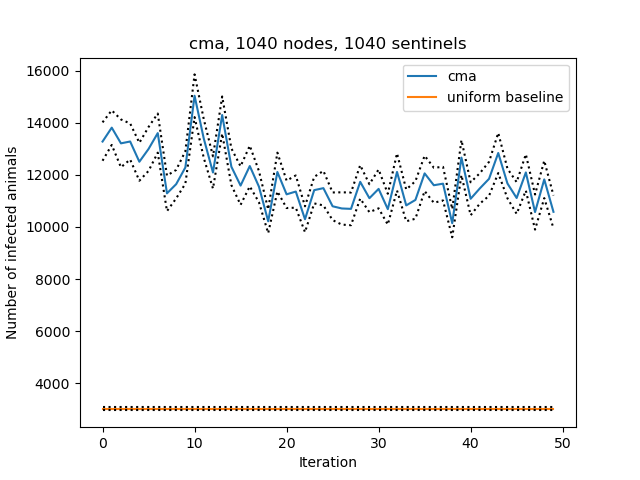 cma, 1040 nodes, 1040 sentinels
cma
uniform baseline
Number of infected animals
16000
14000
12000
10000
8000
6000
4000
0 10 20 30 40 50
Iteration